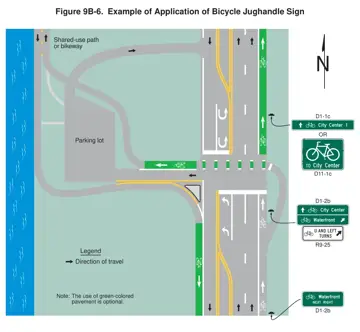 Figure 9B-6. Example of Application of Bicycle Jughandle Sign
Shared-use path
or bikeway
N
D1-1c
City Center 1
OR
City Center
D11-1c
Parking lot
D1-2b
City Center
Waterfront
AND LEFT
TURNS
R9-25
Legend
Direction of travel
Note: The use of green-colored
pavement is optional.
Waterfront
NEXT RIGHT
D1-2b